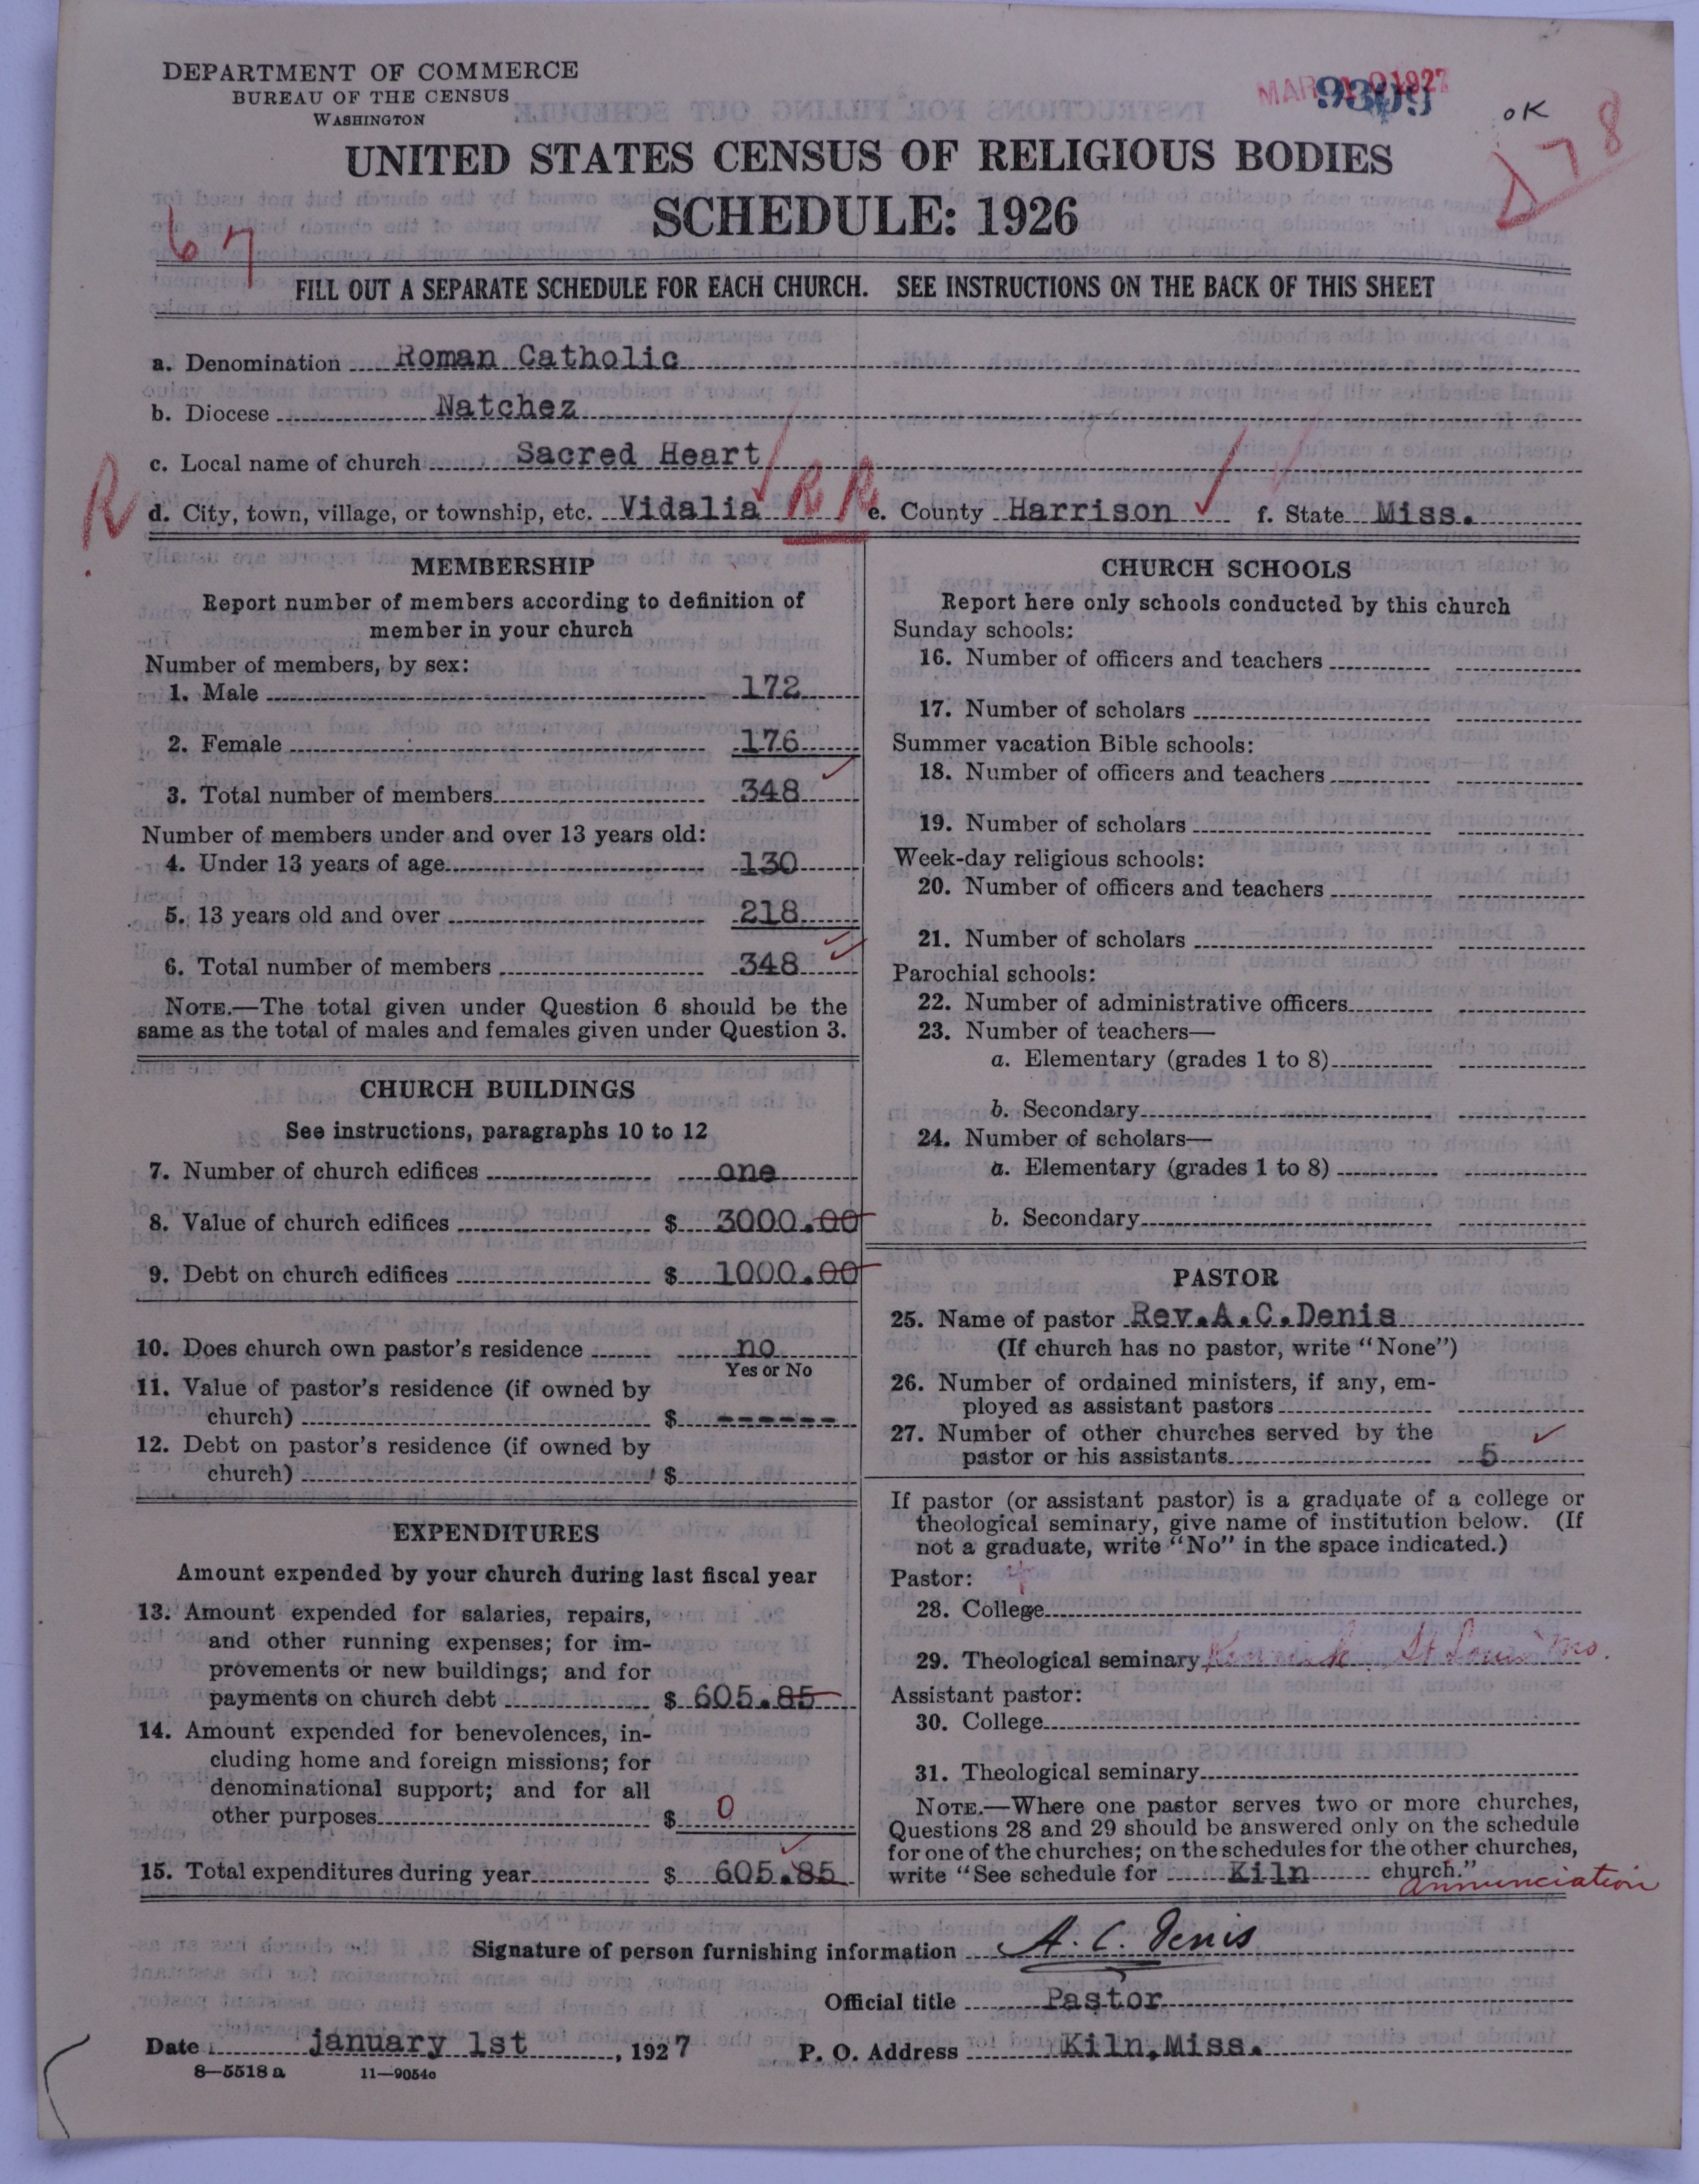 DEPARTMENT OF COMMERCE
BUREAU OF THE CENSUS
WASHINGTON
MAR 10 1927
9809
OK
D 78
UNITED STATES CENSUS OF RELIGIOUS BODIES
SCHEDULE: 1926
67
FILL OUT A SEPARATE SCHEDULE FOR EACH CHURCH. SEE INSTRUCTIONS ON THE BACK OF THIS SHEET
a. Denomination Roman Catholic
b. Diocese Natchez
c. Local name of church Sacred Heart
R d. City, town, village, or township, etc. Vidalia RR e. County Harrison f. State Miss.
MEMBERSHIP
Report number of members according to definition of
member in your church
Number of members, by sex:
1. Male 172
2. Female 176
3. Total number of members 348
Number of members under and over 13 years old:
4. Under 13 years of age 130
5. 13 years old and over 218
6. Total number of members 348
NOTE.—The total given under Question 6 should be the
same as the total of males and females given under Question 3.
CHURCH BUILDINGS
See instructions, paragraphs 10 to 12
7. Number of church edifices one
8. Value of church edifices $ 3000.00
9. Debt on church edifices $ 1000.00
10. Does church own pastor's residence no
Yes or No
11. Value of pastor's residence (if owned by
church) $ ------
12. Debt on pastor's residence (if owned by
church) $
EXPENDITURES
Amount expended by your church during last fiscal year
13. Amount expended for salaries, repairs,
and other running expenses; for im-
provements or new buildings; and for
payments on church debt $ 605.85
14. Amount expended for benevolences, in-
cluding home and foreign missions; for
denominational support; and for all
other purposes $ 0
15. Total expenditures during year $ 605.85
CHURCH SCHOOLS
Report here only schools conducted by this church
Sunday schools:
16. Number of officers and teachers
17. Number of scholars
Summer vacation Bible schools:
18. Number of officers and teachers
19. Number of scholars
Week-day religious schools:
20. Number of officers and teachers
21. Number of scholars
Parochial schools:
22. Number of administrative officers
23. Number of teachers—
a. Elementary (grades 1 to 8)
b. Secondary
24. Number of scholars—
a. Elementary (grades 1 to 8)
b. Secondary
PASTOR
25. Name of pastor Rev.A.C.Denis
(If church has no pastor, write "None")
26. Number of ordained ministers, if any, em-
ployed as assistant pastors
27. Number of other churches served by the
pastor or his assistants 5
If pastor (or assistant pastor) is a graduate of a college or
theological seminary, give name of institution below. (If
not a graduate, write "No" in the space indicated.)
Pastor:
28. College
29. Theological seminary Kenrick St Louis Mo.
Assistant pastor:
30. College
31. Theological seminary
NOTE.—Where one pastor serves two or more churches,
Questions 28 and 29 should be answered only on the schedule
for one of the churches; on the schedules for the other churches,
write "See schedule for Kiln church."
Annunciation
Signature of person furnishing information A. C. Denis
Official title Pastor
Date january 1st, 1927 P. O. Address Kiln,Miss.
8—5518 a 11—9054c